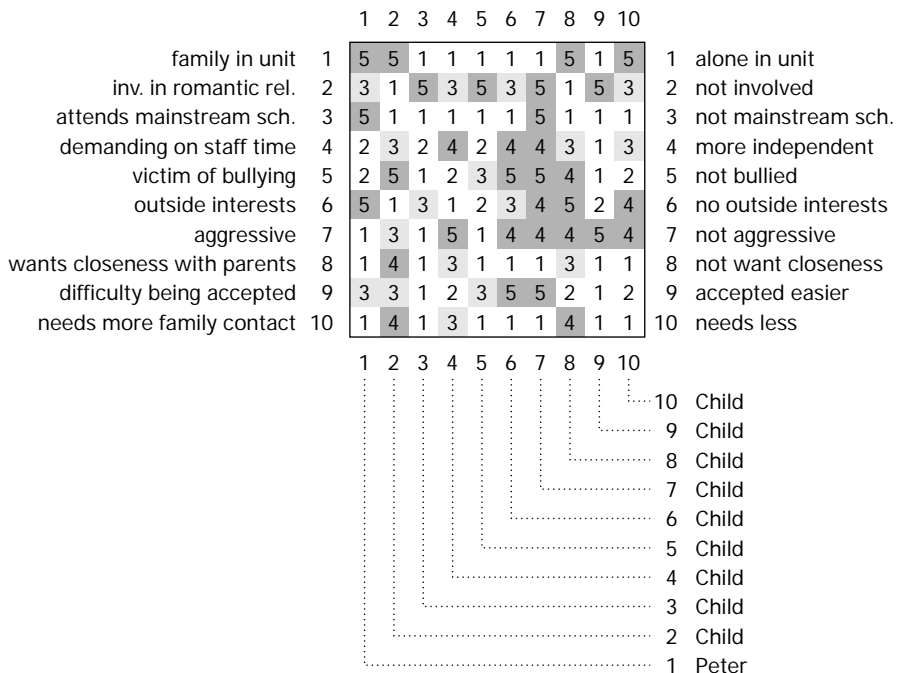 1 2 3 4 5 6 7 8 9 10
family in unit 1 5 5 1 1 1 1 1 5 1 5 1 alone in unit
inv. in romantic rel. 2 3 1 5 3 5 3 5 1 5 3 2 not involved
attends mainstream sch. 3 5 1 1 1 1 1 5 1 1 1 3 not mainstream sch.
demanding on staff time 4 2 3 2 4 2 4 4 3 1 3 4 more independent
victim of bullying 5 2 5 1 2 3 5 5 4 1 2 5 not bullied
outside interests 6 5 1 3 1 2 3 4 5 2 4 6 no outside interests
aggressive 7 1 3 1 5 1 4 4 4 5 4 7 not aggressive
wants closeness with parents 8 1 4 1 3 1 1 1 3 1 1 8 not want closeness
difficulty being accepted 9 3 3 1 2 3 5 5 2 1 2 9 accepted easier
needs more family contact 10 1 4 1 3 1 1 1 4 1 1 10 needs less
1 2 3 4 5 6 7 8 9 10
10 Child
9 Child
8 Child
7 Child
6 Child
5 Child
4 Child
3 Child
2 Child
1 Peter